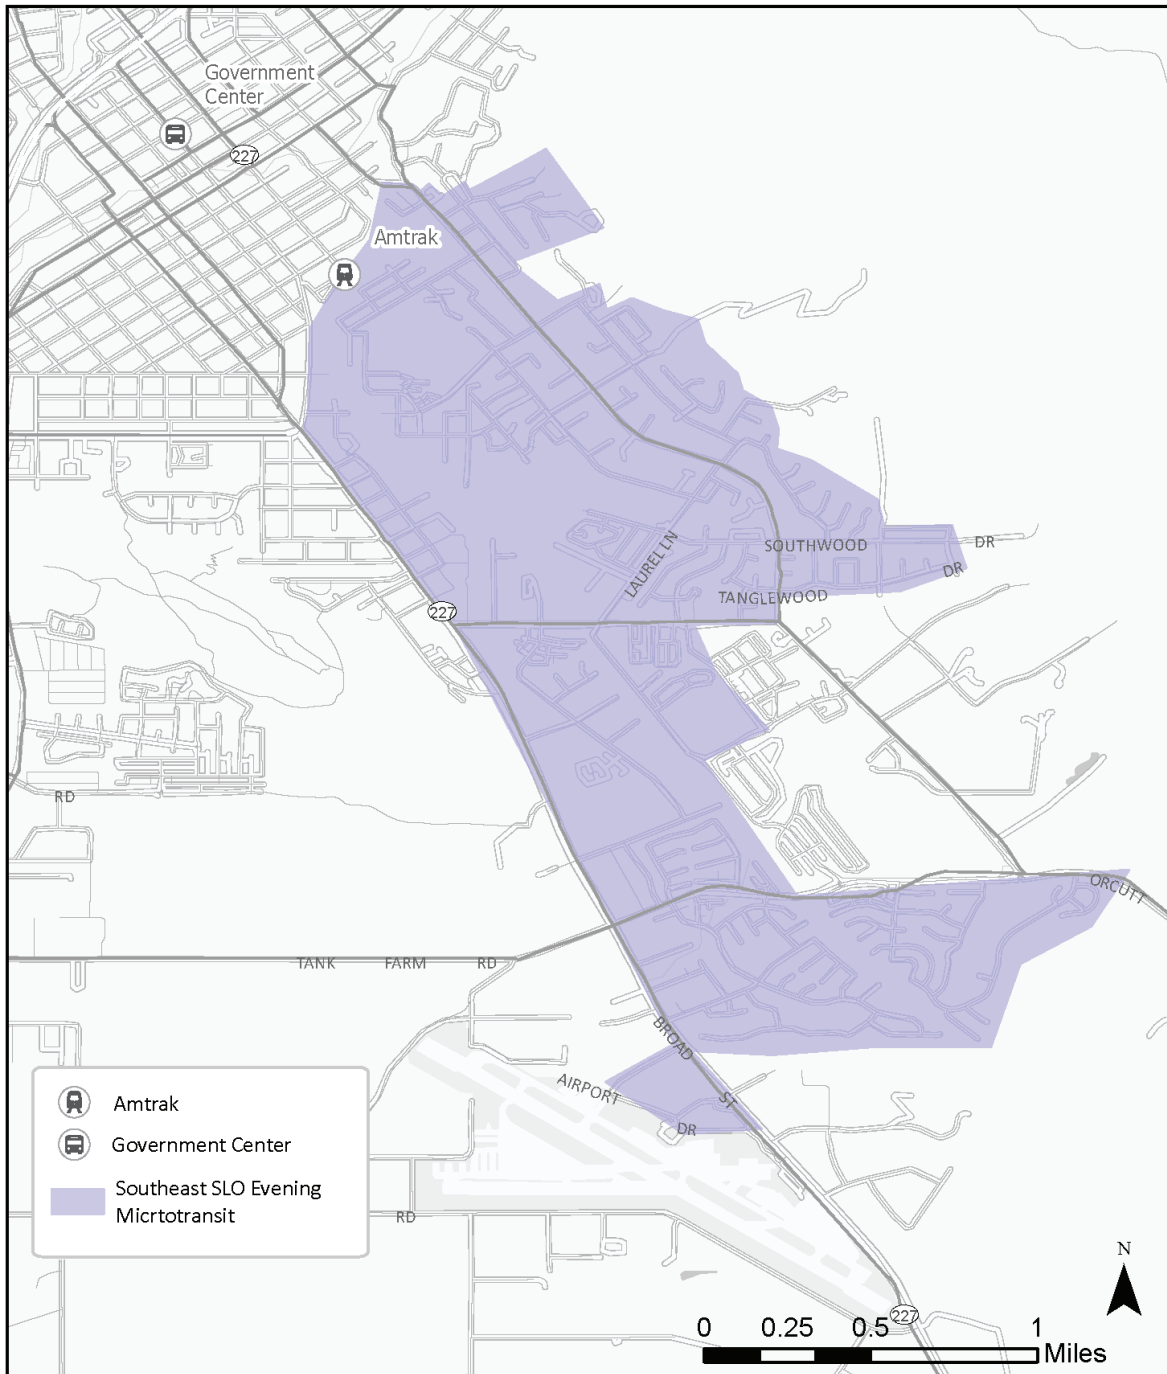 Government
Center
227
Amtrak
SOUTHWOOD DR
LAUREL LN
TANGLEWOOD DR
227
RD
ORCUTT
TANK FARM RD
BROAD ST
AIRPORT DR
Amtrak
Government Center
Southeast SLO Evening
Micrtotransit
RD
N
227
0 0.25 0.5 1
Miles